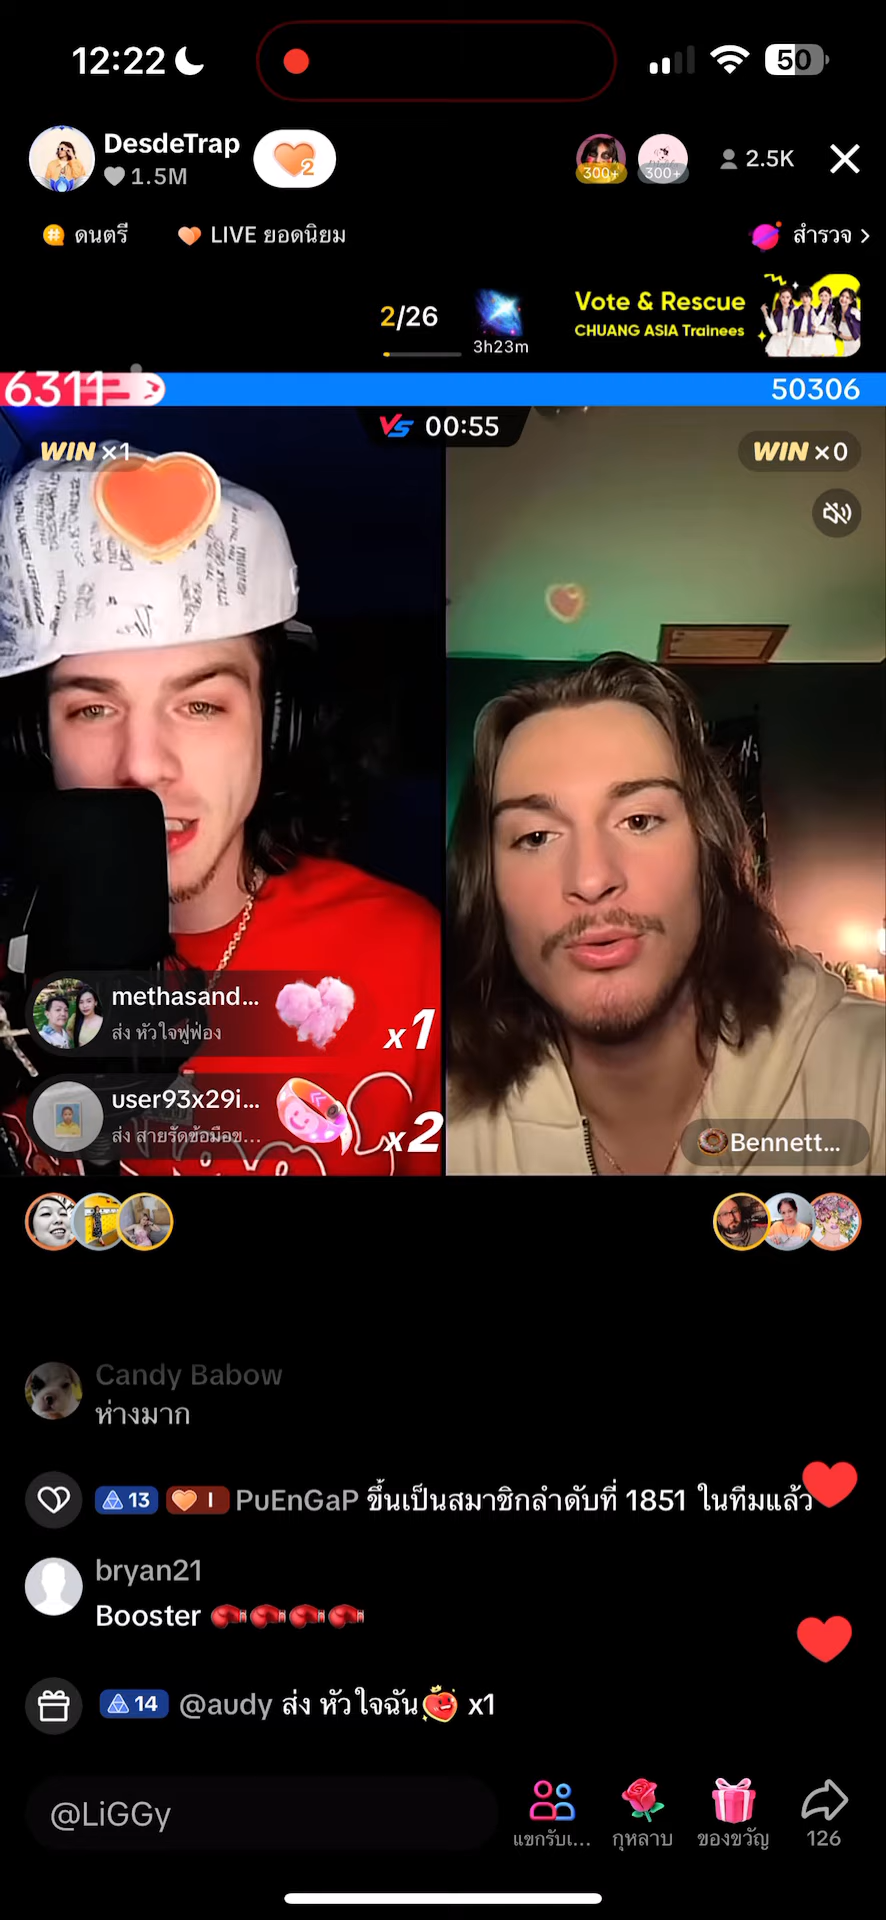 12:22
50
DesdeTrap
2
1.5M
300+
300+
2.5K
ดนตรี
LIVE ยอดนิยม
สำรวจ
2/26
3h23m
Vote & Rescue
CHUANG ASIA Trainees
6311
50306
VS 00:55
WIN x1
WIN x0
methasand...
ส่ง หัวใจฟูฟ่อง
x1
user93x29i...
ส่ง สายรัดข้อมือข...
x2
Bennett...
Candy Babow
ห่างมาก
13 I PuEnGaP ขึ้นเป็นสมาชิกลำดับที่ 1851 ในทีมแล้ว
bryan21
Booster 🥊🥊🥊🥊
14 @audy ส่ง หัวใจฉัน x1
@LiGGy
แขกรับเ...
กุหลาบ
ของขวัญ
126